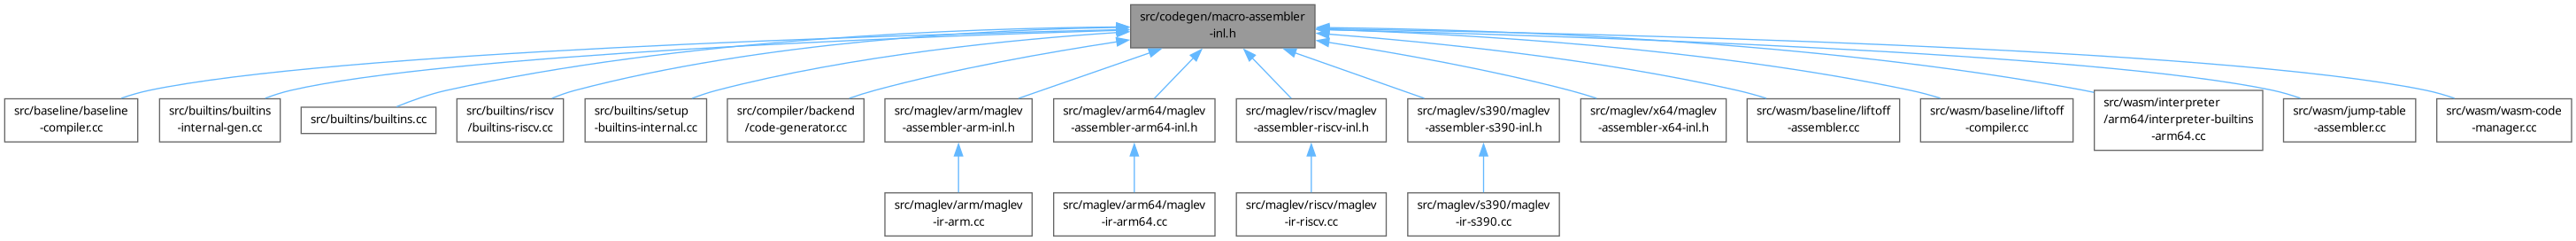 src/codegen/macro-assembler
-inl.h
src/baseline/baseline
-compiler.cc
src/builtins/builtins
-internal-gen.cc
src/builtins/builtins.cc
src/builtins/riscv
/builtins-riscv.cc
src/builtins/setup
-builtins-internal.cc
src/compiler/backend
/code-generator.cc
src/maglev/arm/maglev
-assembler-arm-inl.h
src/maglev/arm64/maglev
-assembler-arm64-inl.h
src/maglev/riscv/maglev
-assembler-riscv-inl.h
src/maglev/s390/maglev
-assembler-s390-inl.h
src/maglev/x64/maglev
-assembler-x64-inl.h
src/wasm/baseline/liftoff
-assembler.cc
src/wasm/baseline/liftoff
-compiler.cc
src/wasm/interpreter
/arm64/interpreter-builtins
-arm64.cc
src/wasm/jump-table
-assembler.cc
src/wasm/wasm-code
-manager.cc
src/maglev/arm/maglev
-ir-arm.cc
src/maglev/arm64/maglev
-ir-arm64.cc
src/maglev/riscv/maglev
-ir-riscv.cc
src/maglev/s390/maglev
-ir-s390.cc